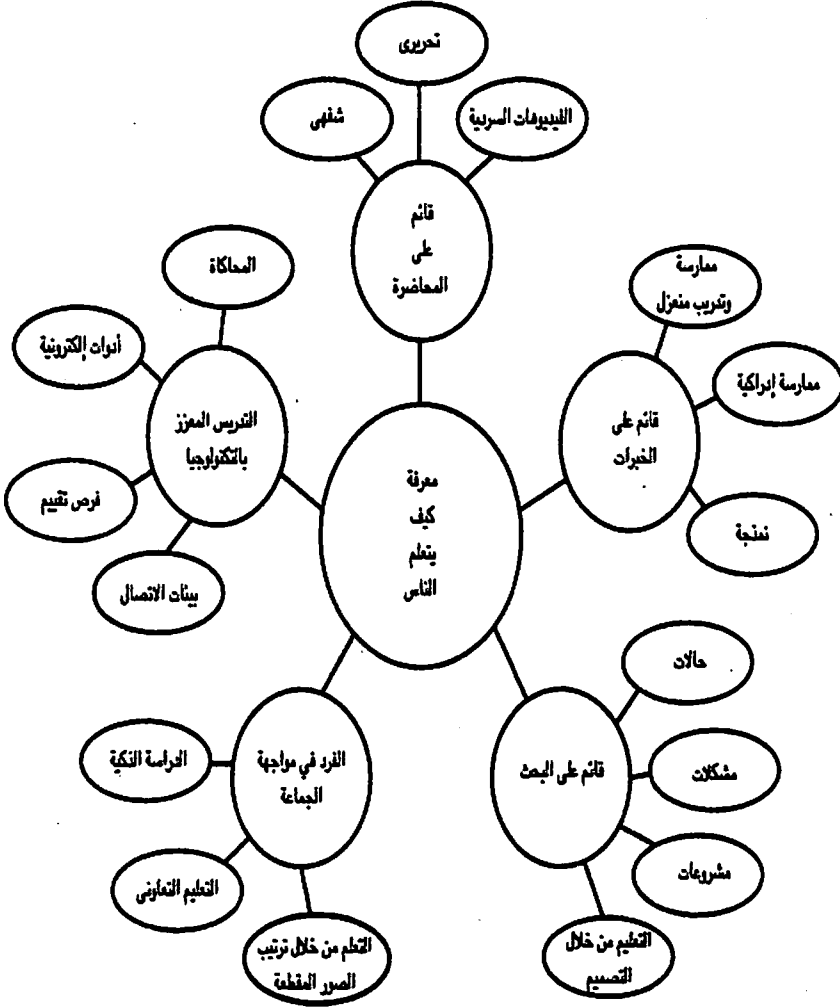 تحريرى
شفهى
الفيديوهات السردية
قائم
على
المحاضرة
المحاكاة
أدوات إلكترونية
التدريس المعزز
بالتكنولوجيا
فرص تقييم
بيئات الاتصال
ممارسة
وتدريب منعزل
ممارسة إدراكية
قائم على
الخبرات
نمذجة
معرفة
كيف
يتعلم
الناس
الفرد في مواجهة
الجماعة
الدراسة الذكية
التعليم التعاونى
التعلم من خلال ترتيب
الصور المقطعة
حالات
قائم على البحث
مشكلات
مشروعات
التعليم من خلال
التصميم